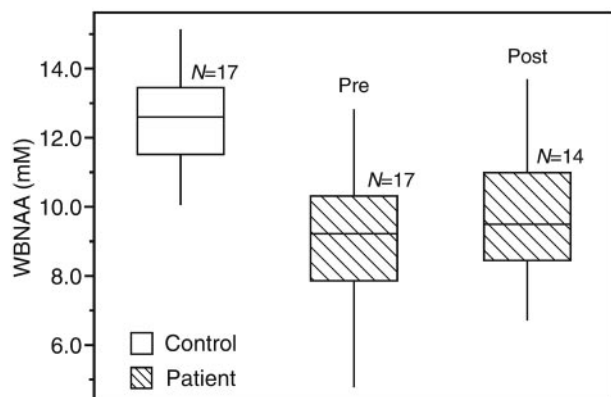 14.0
12.0
10.0
8.0
6.0
WBNAA (mM)
N=17
Pre
N=17
Post
N=14
Control
Patient